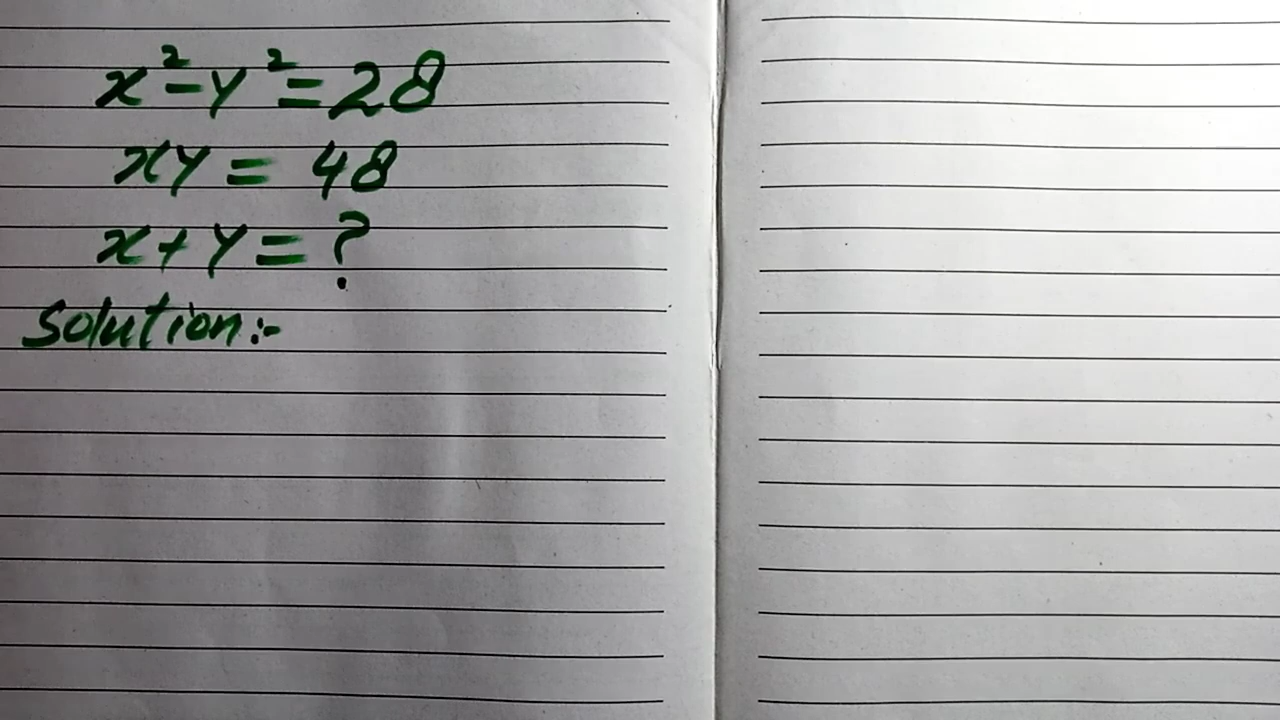 x²-y²=28
xy = 48
x+y=?
Solution:-